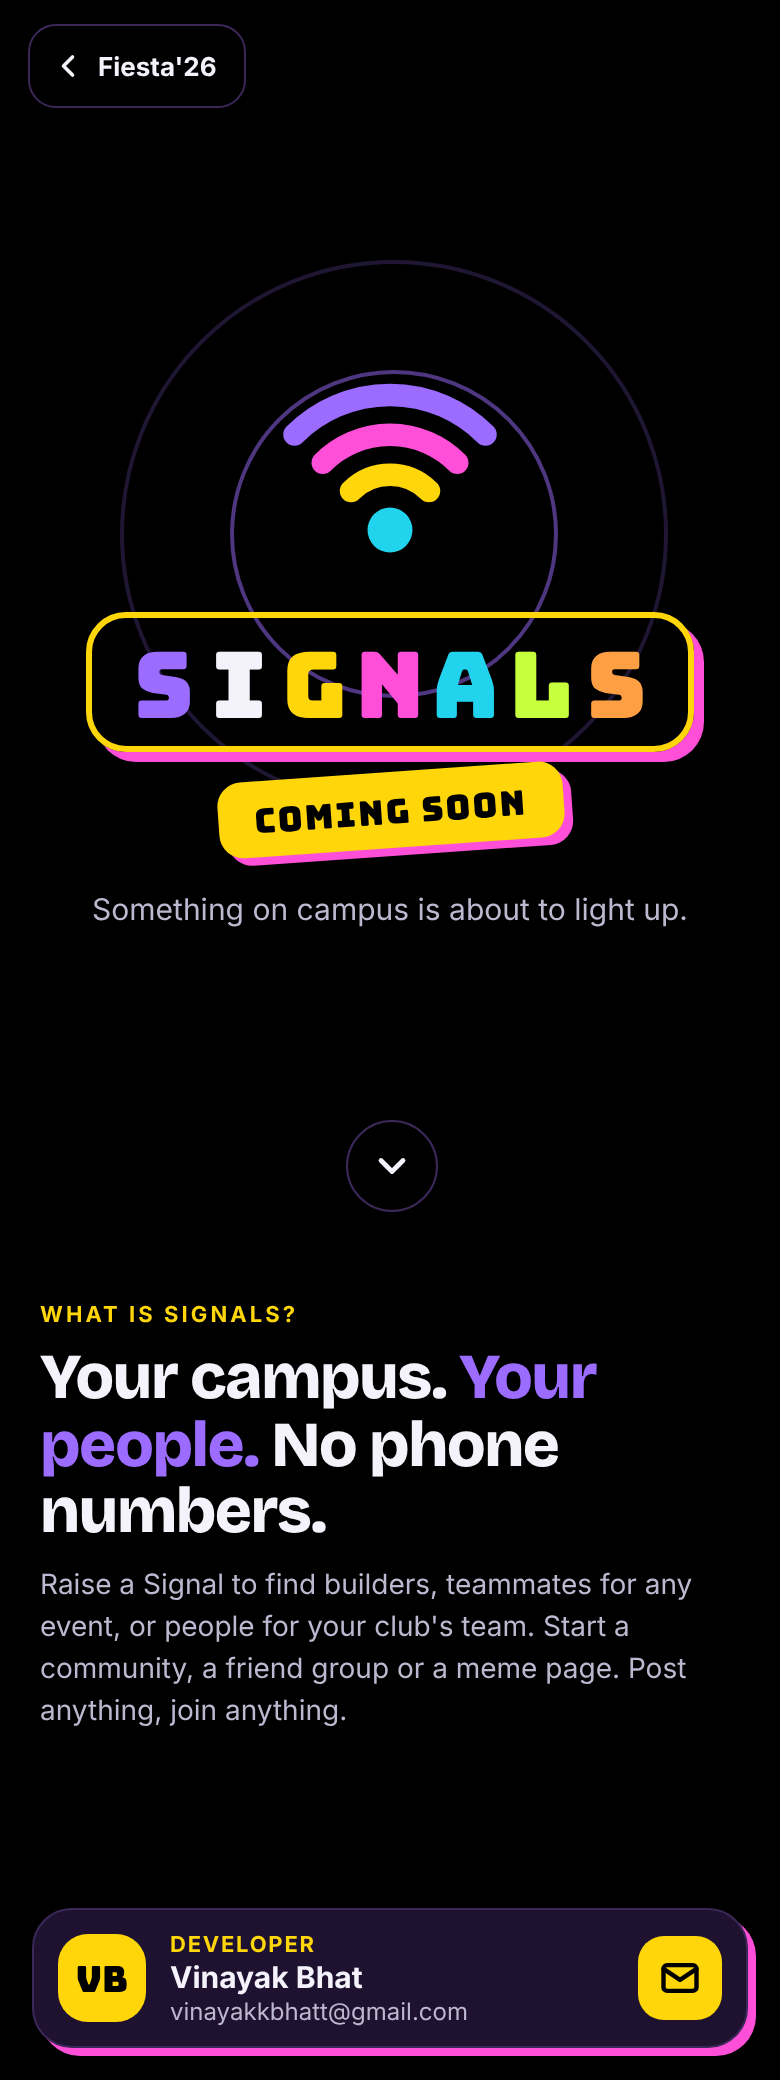 Fiesta'26
SIGNALS
COMING SOON
Something on campus is about to light up.
WHAT IS SIGNALS?
Your campus. Your
people. No phone
numbers.
Raise a Signal to find builders, teammates for any
event, or people for your club's team. Start a
community, a friend group or a meme page. Post
anything, join anything.
VB
DEVELOPER
Vinayak Bhat
vinayakkbhatt@gmail.com